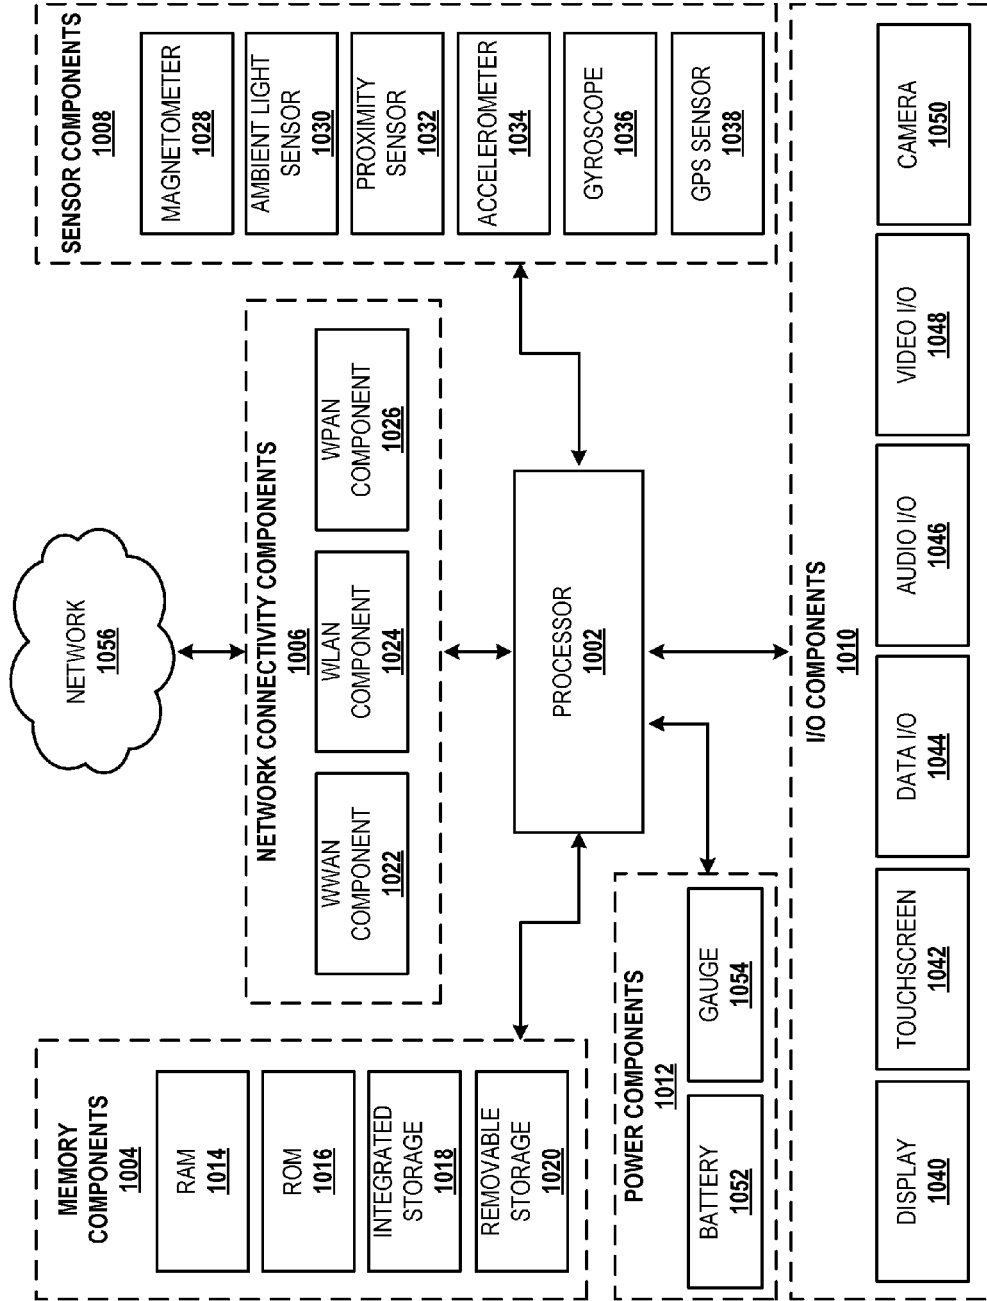 NETWORK
1056
MEMORY
COMPONENTS
1004
RAM
1014
ROM
1016
INTEGRATED
STORAGE
1018
REMOVABLE
STORAGE
1020
NETWORK CONNECTIVITY COMPONENTS
1006
WWAN
COMPONENT
1022
WLAN
COMPONENT
1024
WPAN
COMPONENT
1026
SENSOR COMPONENTS
1008
MAGNETOMETER
1028
AMBIENT LIGHT
SENSOR
1030
PROXIMITY
SENSOR
1032
ACCELEROMETER
1034
GYROSCOPE
1036
GPS SENSOR
1038
PROCESSOR
1002
POWER COMPONENTS
1012
BATTERY
1052
GAUGE
1054
I/O COMPONENTS
1010
DISPLAY
1040
TOUCHSCREEN
1042
DATA I/O
1044
AUDIO I/O
1046
VIDEO I/O
1048
CAMERA
1050